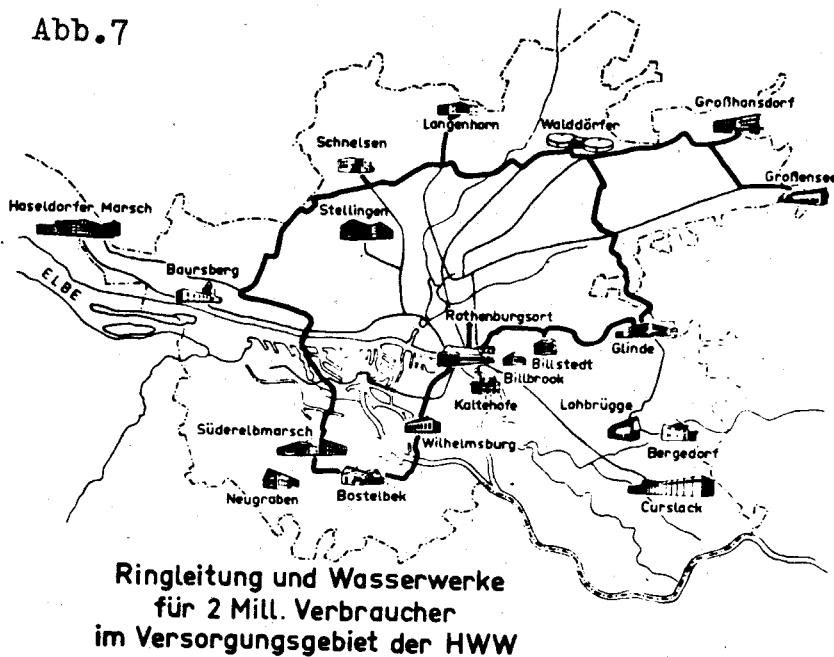 Abb.7
Großhansdorf
Langenhorn
Walddörfer
Schnelsen
Großensee
Haseldorfer Marsch
Stellingen
Baursberg
ELBE
Rothenburgsort
Glinde
Billstedt
Billbrook
Kaltehofe
Lohbrügge
Wilhelmsburg
Süderelbmarsch
Bergedorf
Neugraben
Bostelbek
Curslack
Ringleitung und Wasserwerke
für 2 Mill. Verbraucher
im Versorgungsgebiet der HWW